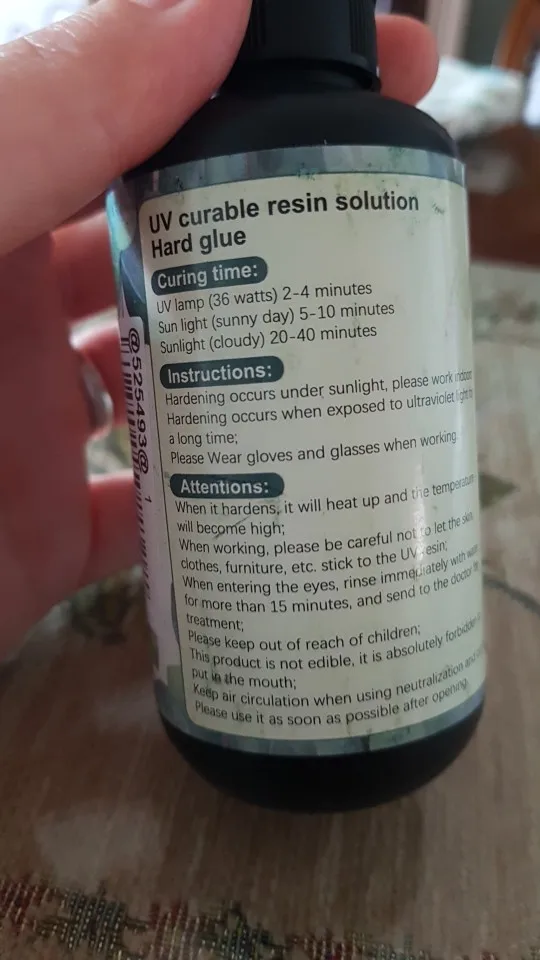 UV curable resin solution
Hard glue
Curing time:
UV lamp (36 watts) 2-4 minutes
Sun light (sunny day) 5-10 minutes
Sunlight (cloudy) 20-40 minutes
Instructions:
Hardening occurs under sunlight, please work indoor
Hardening occurs when exposed to ultraviolet light
a long time;
Please Wear gloves and glasses when working.
Attentions:
When it hardens, it will heat up and the temperature
will become high;
When working, please be careful not to let the skin,
clothes, furniture, etc. stick to the UV resin;
When entering the eyes, rinse immediately with
for more than 15 minutes, and send to the doctor
treatment;
Please keep out of reach of children;
This product is not edible, it is absolutely forbidden
put in the mouth;
Keep air circulation when using neutralization and
Please use it as soon as possible after opening.
@525493@
1